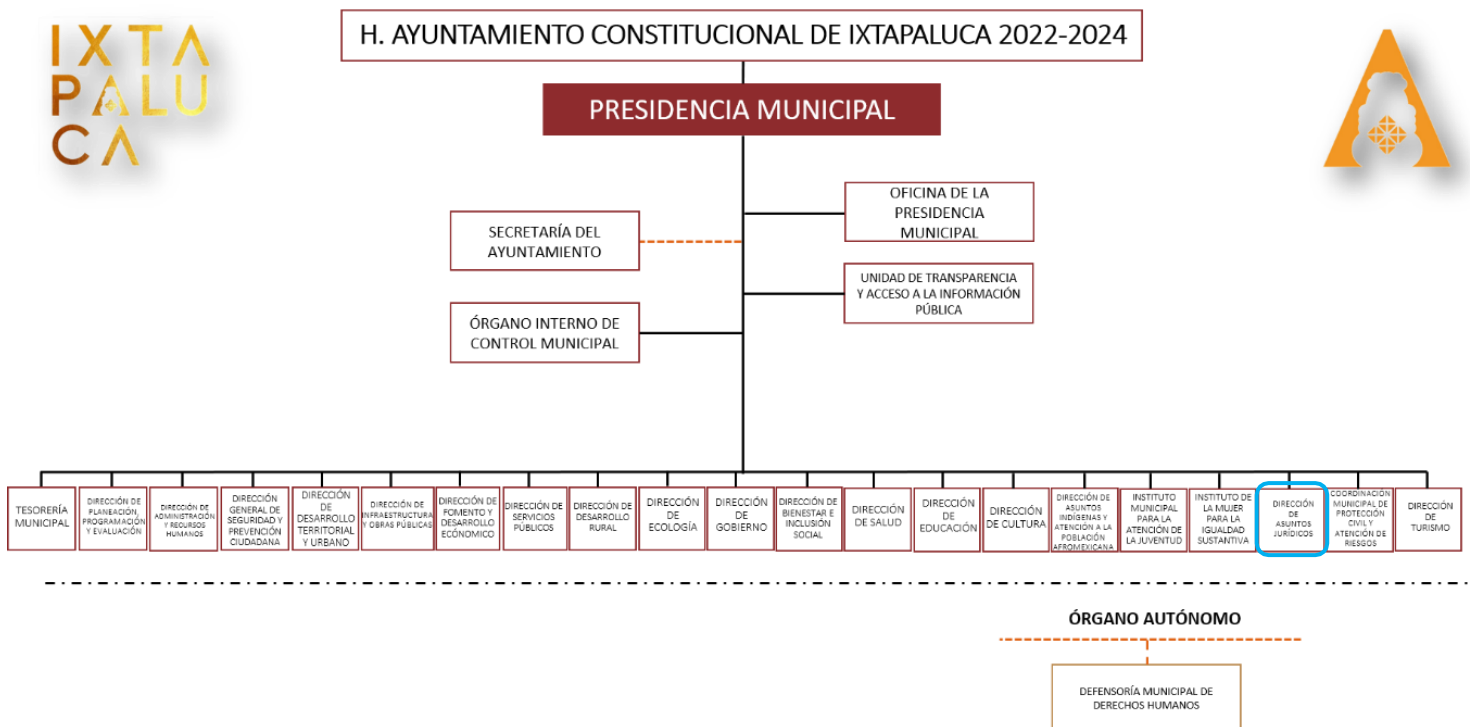 IXTA
PALU
CA
H. AYUNTAMIENTO CONSTITUCIONAL DE IXTAPALUCA 2022-2024
PRESIDENCIA MUNICIPAL
OFICINA DE LA
PRESIDENCIA
MUNICIPAL
SECRETARÍA DEL
AYUNTAMIENTO
UNIDAD DE TRANSPARENCIA
Y ACCESO A LA INFORMACIÓN
PÚBLICA
ÓRGANO INTERNO DE
CONTROL MUNICIPAL
TESORERÍA
MUNICIPAL
DIRECCIÓN DE
PLANEACIÓN,
PROGRAMACIÓN
Y EVALUACIÓN
DIRECCIÓN DE
ADMINISTRACIÓN
Y RECURSOS
HUMANOS
DIRECCIÓN
GENERAL DE
SEGURIDAD Y
PREVENCIÓN
CIUDADANA
DIRECCIÓN
DE
DESARROLLO
TERRITORIAL
Y URBANO
DIRECCIÓN DE
INFRAESTRUCTURA
Y OBRAS PÚBLICAS
DIRECCIÓN DE
FOMENTO Y
DESARROLLO
ECÓNOMICO
DIRECCIÓN DE
SERVICIOS
PÚBLICOS
DIRECCIÓN DE
DESARROLLO
RURAL
DIRECCIÓN
DE
ECOLOGÍA
DIRECCIÓN
DE
GOBIERNO
DIRECCIÓN DE
BIENESTAR E
INCLUSIÓN
SOCIAL
DIRECCIÓN
DE SALUD
DIRECCIÓN
DE
EDUCACIÓN
DIRECCIÓN
DE CULTURA
DIRECCIÓN DE
ASUNTOS
INDÍGENAS Y
ATENCIÓN A LA
POBLACIÓN
AFROMEXICANA
INSTITUTO
MUNICIPAL
PARA LA
ATENCIÓN DE
LA JUVENTUD
INSTITUTO DE
LA MUJER
PARA LA
IGUALDAD
SUSTANTIVA
DIRECCIÓN
DE
ASUNTOS
JURÍDICOS
COORDINACIÓN
MUNICIPAL DE
PROTECCIÓN
CIVIL Y
ATENCIÓN DE
RIESGOS
DIRECCIÓN
DE
TURISMO
ÓRGANO AUTÓNOMO
DEFENSORÍA MUNICIPAL DE
DERECHOS HUMANOS